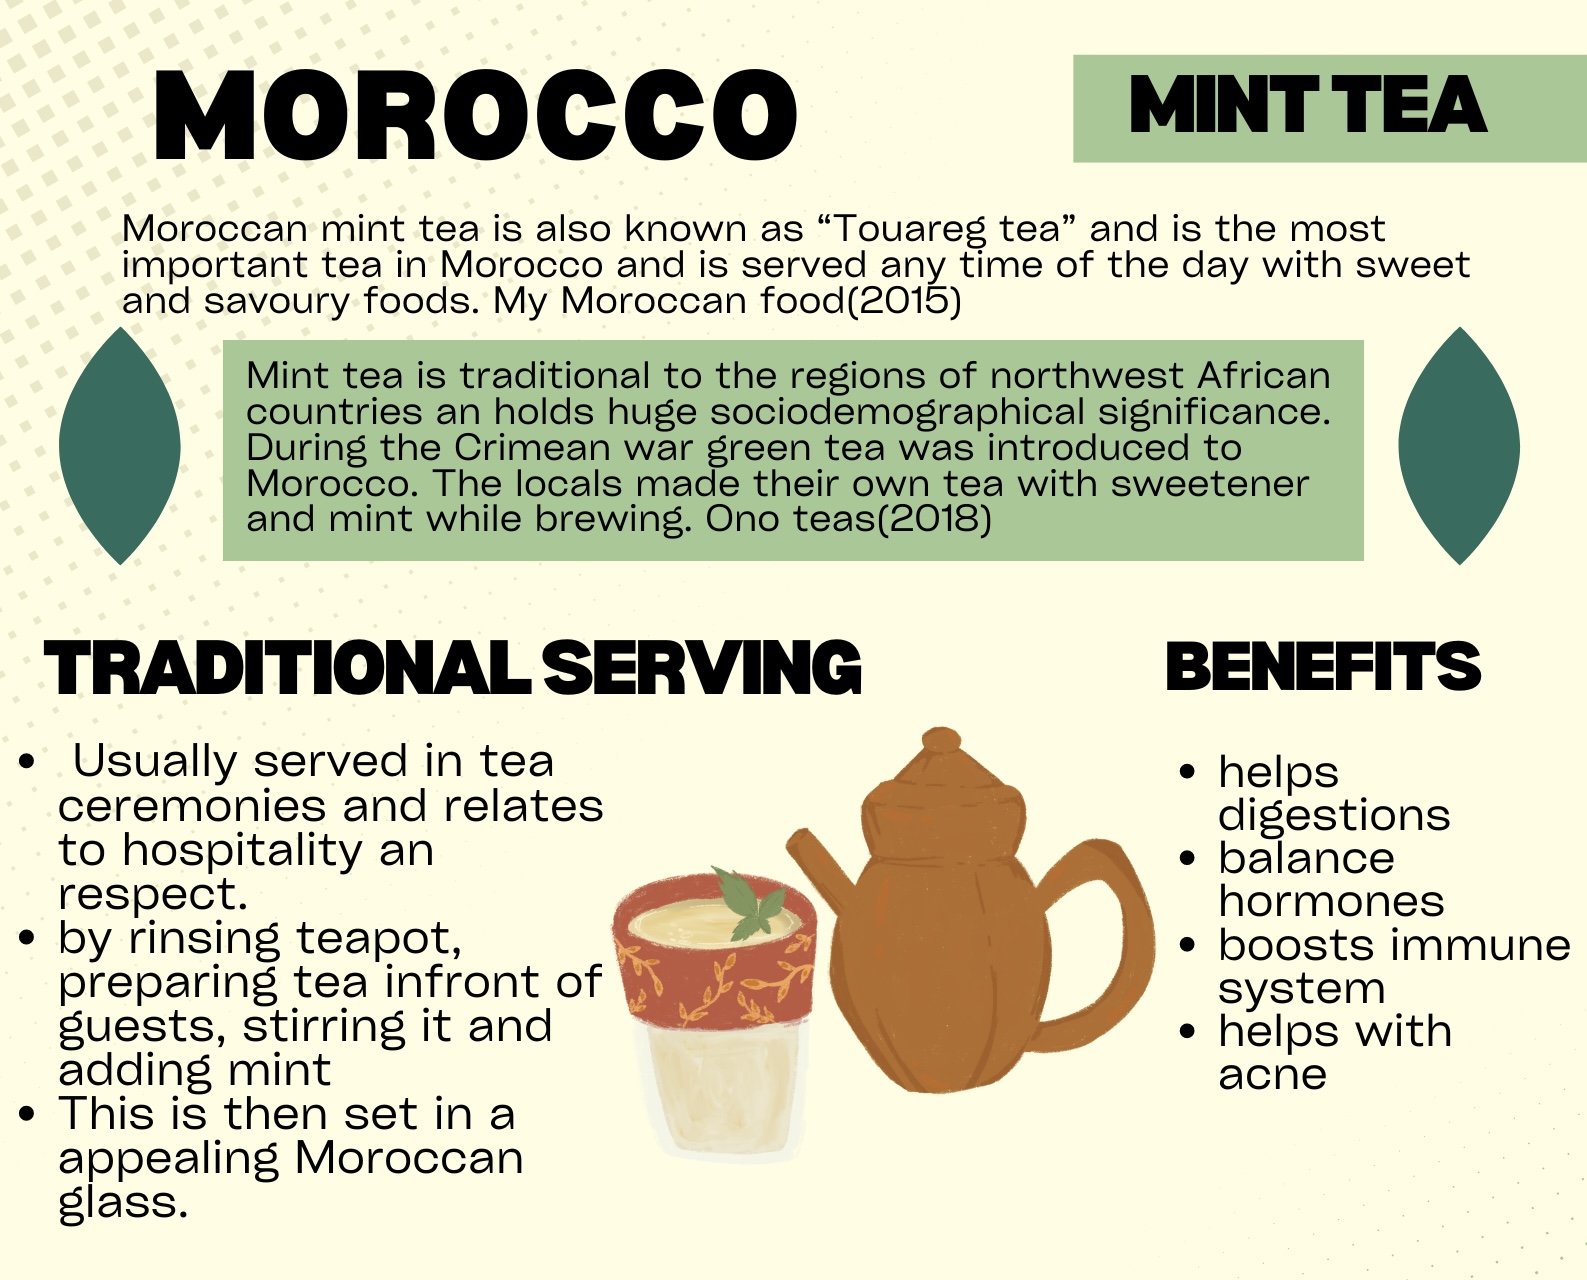 MOROCCO
MINT TEA
Moroccan mint tea is also known as “Touareg tea” and is the most
important tea in Morocco and is served any time of the day with sweet
and savoury foods. My Moroccan food(2015)
Mint tea is traditional to the regions of northwest African
countries an holds huge sociodemographical significance.
During the Crimean war green tea was introduced to
Morocco. The locals made their own tea with sweetener
and mint while brewing. Ono teas(2018)
TRADITIONAL SERVING
• Usually served in tea
ceremonies and relates
to hospitality an
respect.
• by rinsing teapot,
preparing tea infront of
guests, stirring it and
adding mint
• This is then set in a
appealing Moroccan
glass.
BENEFITS
• helps
digestions
• balance
hormones
• boosts immune
system
• helps with
acne